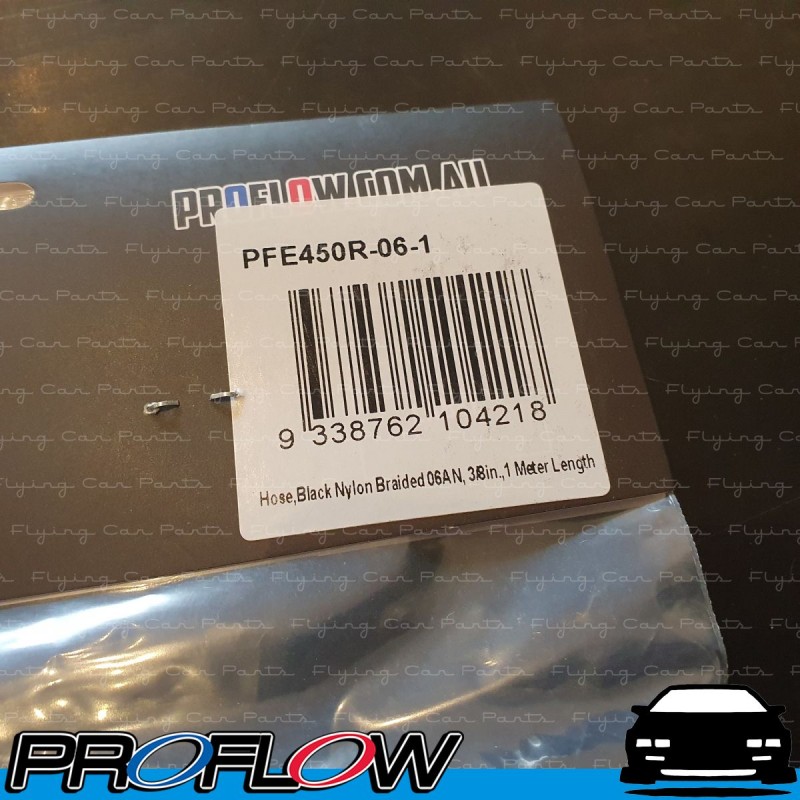 Flying Car Parts
PROFLOW.COM.AU
PFE450R-06-1
9 338762 104218
Hose,Black Nylon Braided 06AN, 3/8in.,1 Meter Length
PROFLOW